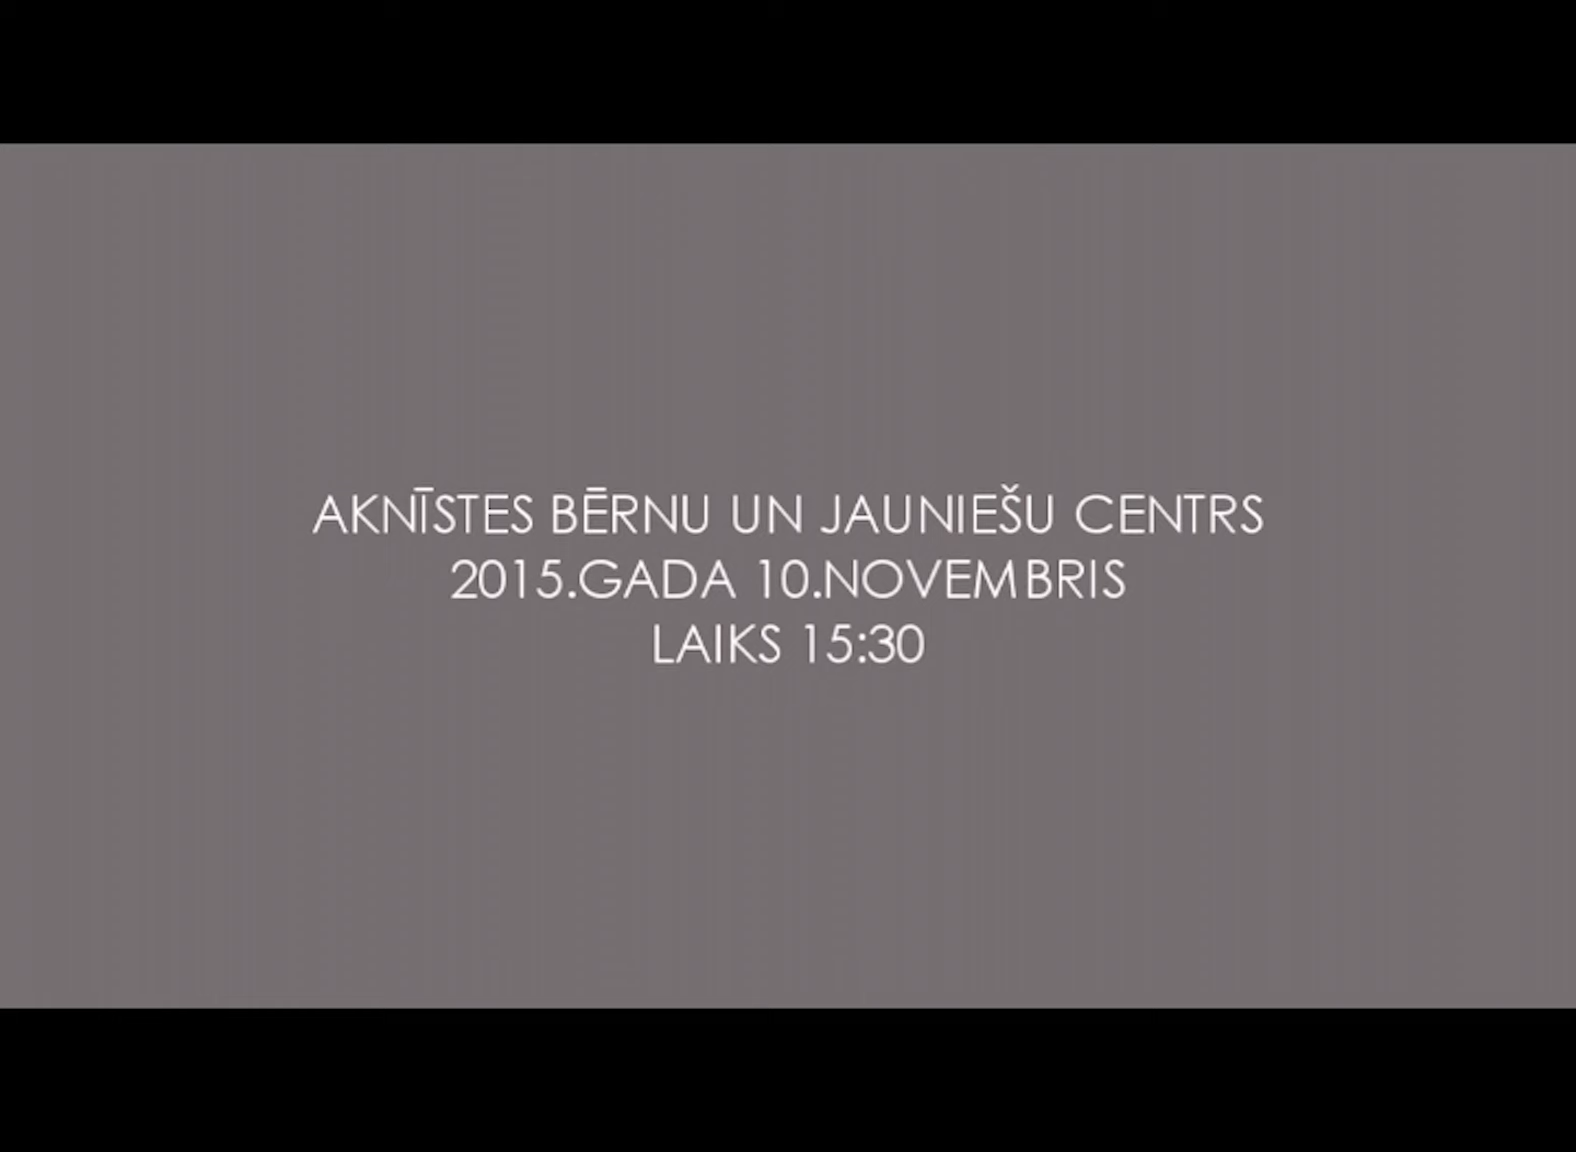 AKNĪSTES BĒRNU UN JAUNIEŠU CENTRS
2015.GADA 10.NOVEMBRIS
LAIKS 15:30